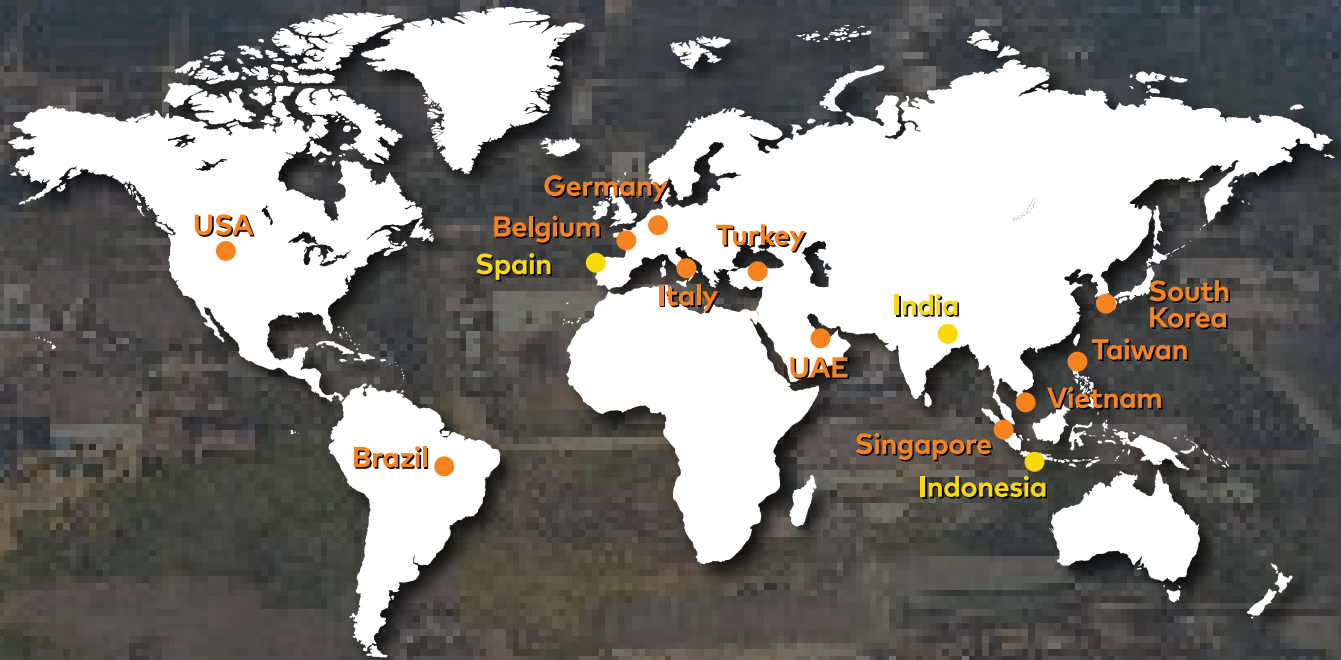 Germany
USA
Belgium
Turkey
Spain
Italy
South
Korea
India
Taiwan
UAE
Vietnam
Singapore
Brazil
Indonesia